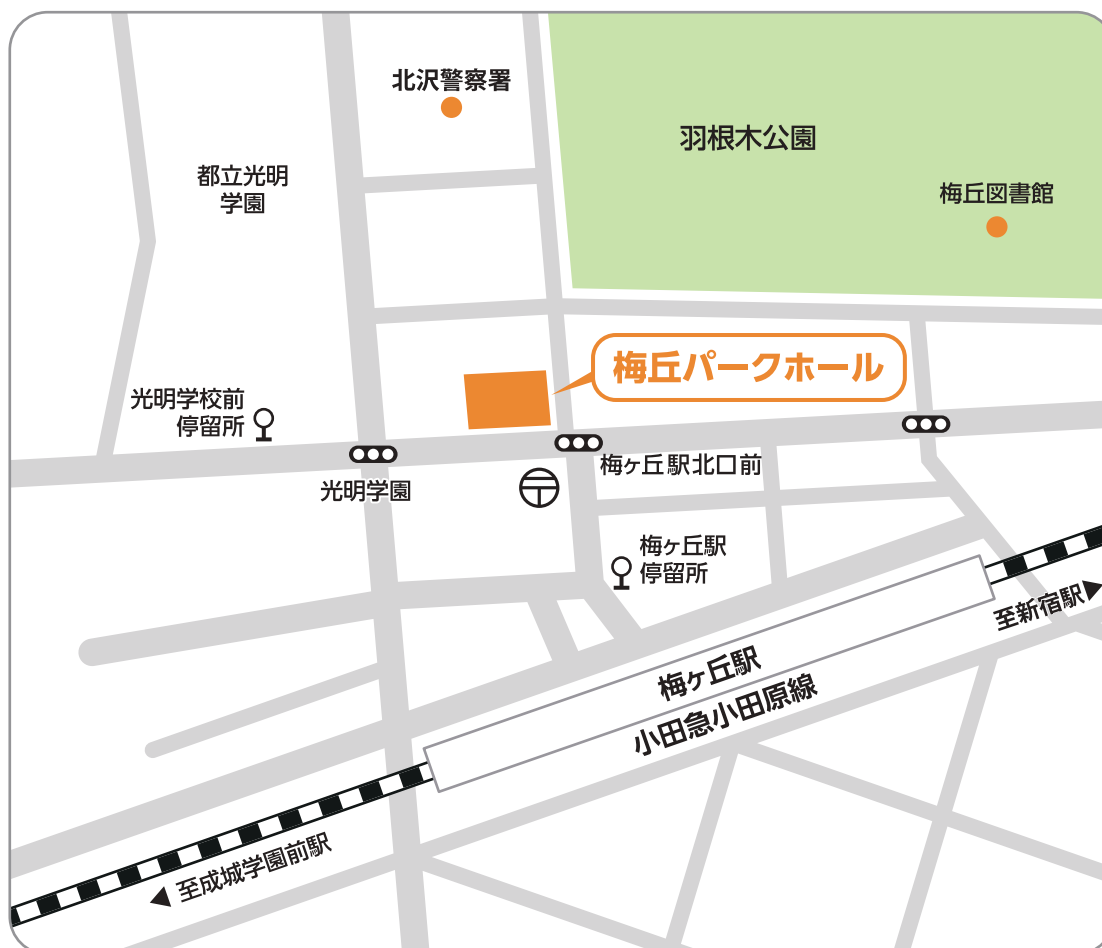 北沢警察署
羽根木公園
都立光明
学園
梅丘図書館
梅丘パークホール
光明学校前
停留所
梅ヶ丘駅北口前
光明学園
梅ヶ丘駅
停留所
至新宿駅▶
梅ヶ丘駅
小田急小田原線
◀至成城学園前駅